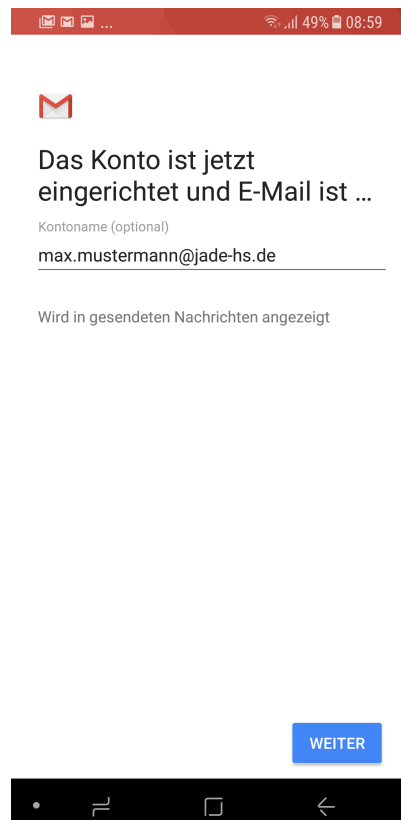 ... 49% 08:59
Das Konto ist jetzt
eingerichtet und E-Mail ist ...
Kontoname (optional)
max.mustermann@jade-hs.de
Wird in gesendeten Nachrichten angezeigt
WEITER